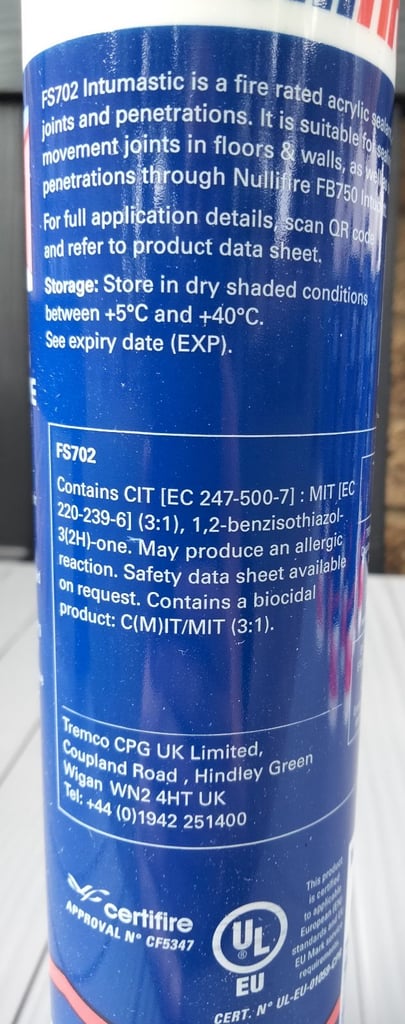 FS702 Intumastic is a fire rated acrylic
joints and penetrations. It is suitable for
movement joints in floors & walls, as
penetrations through Nullifire FB750
For full application details, scan QR code
and refer to product data sheet.
Storage: Store in dry shaded conditions
between +5°C and +40°C.
See expiry date (EXP).
E
FS702
Contains CIT [EC 247-500-7] : MIT [EC
220-239-6] (3:1), 1,2-benzisothiazol-
3(2H)-one. May produce an allergic
reaction. Safety data sheet available
on request. Contains a biocidal
product: C(M)IT/MIT (3:1).
Tremco CPG UK Limited,
Coupland Road , Hindley Green
Wigan WN2 4HT UK
Tel: +44 (0)1942 251400
certifire
APPROVAL Nº CF5347
UL
®
EU
CERT. Nº UL-EU-
This product
is certified
to applicable
European
standards and
EU Mark
requirements.